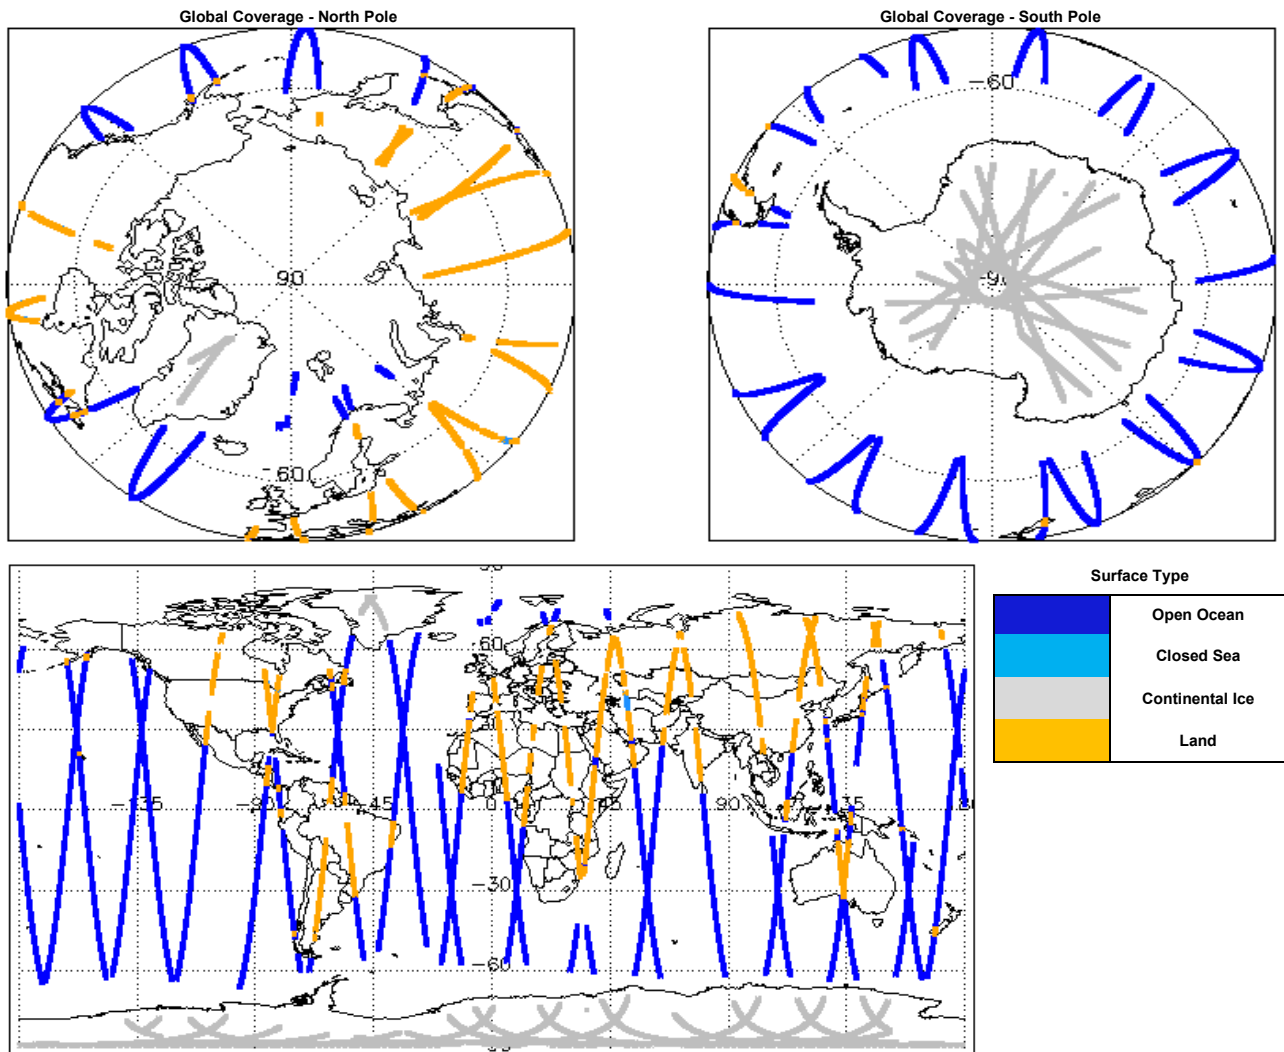 Global Coverage - North Pole
Global Coverage - South Pole
90
-60
-60
-90
60
-135
-90
-45
0
45
90
135
-30
-60
Surface Type
Open Ocean
Closed Sea
Continental Ice
Land